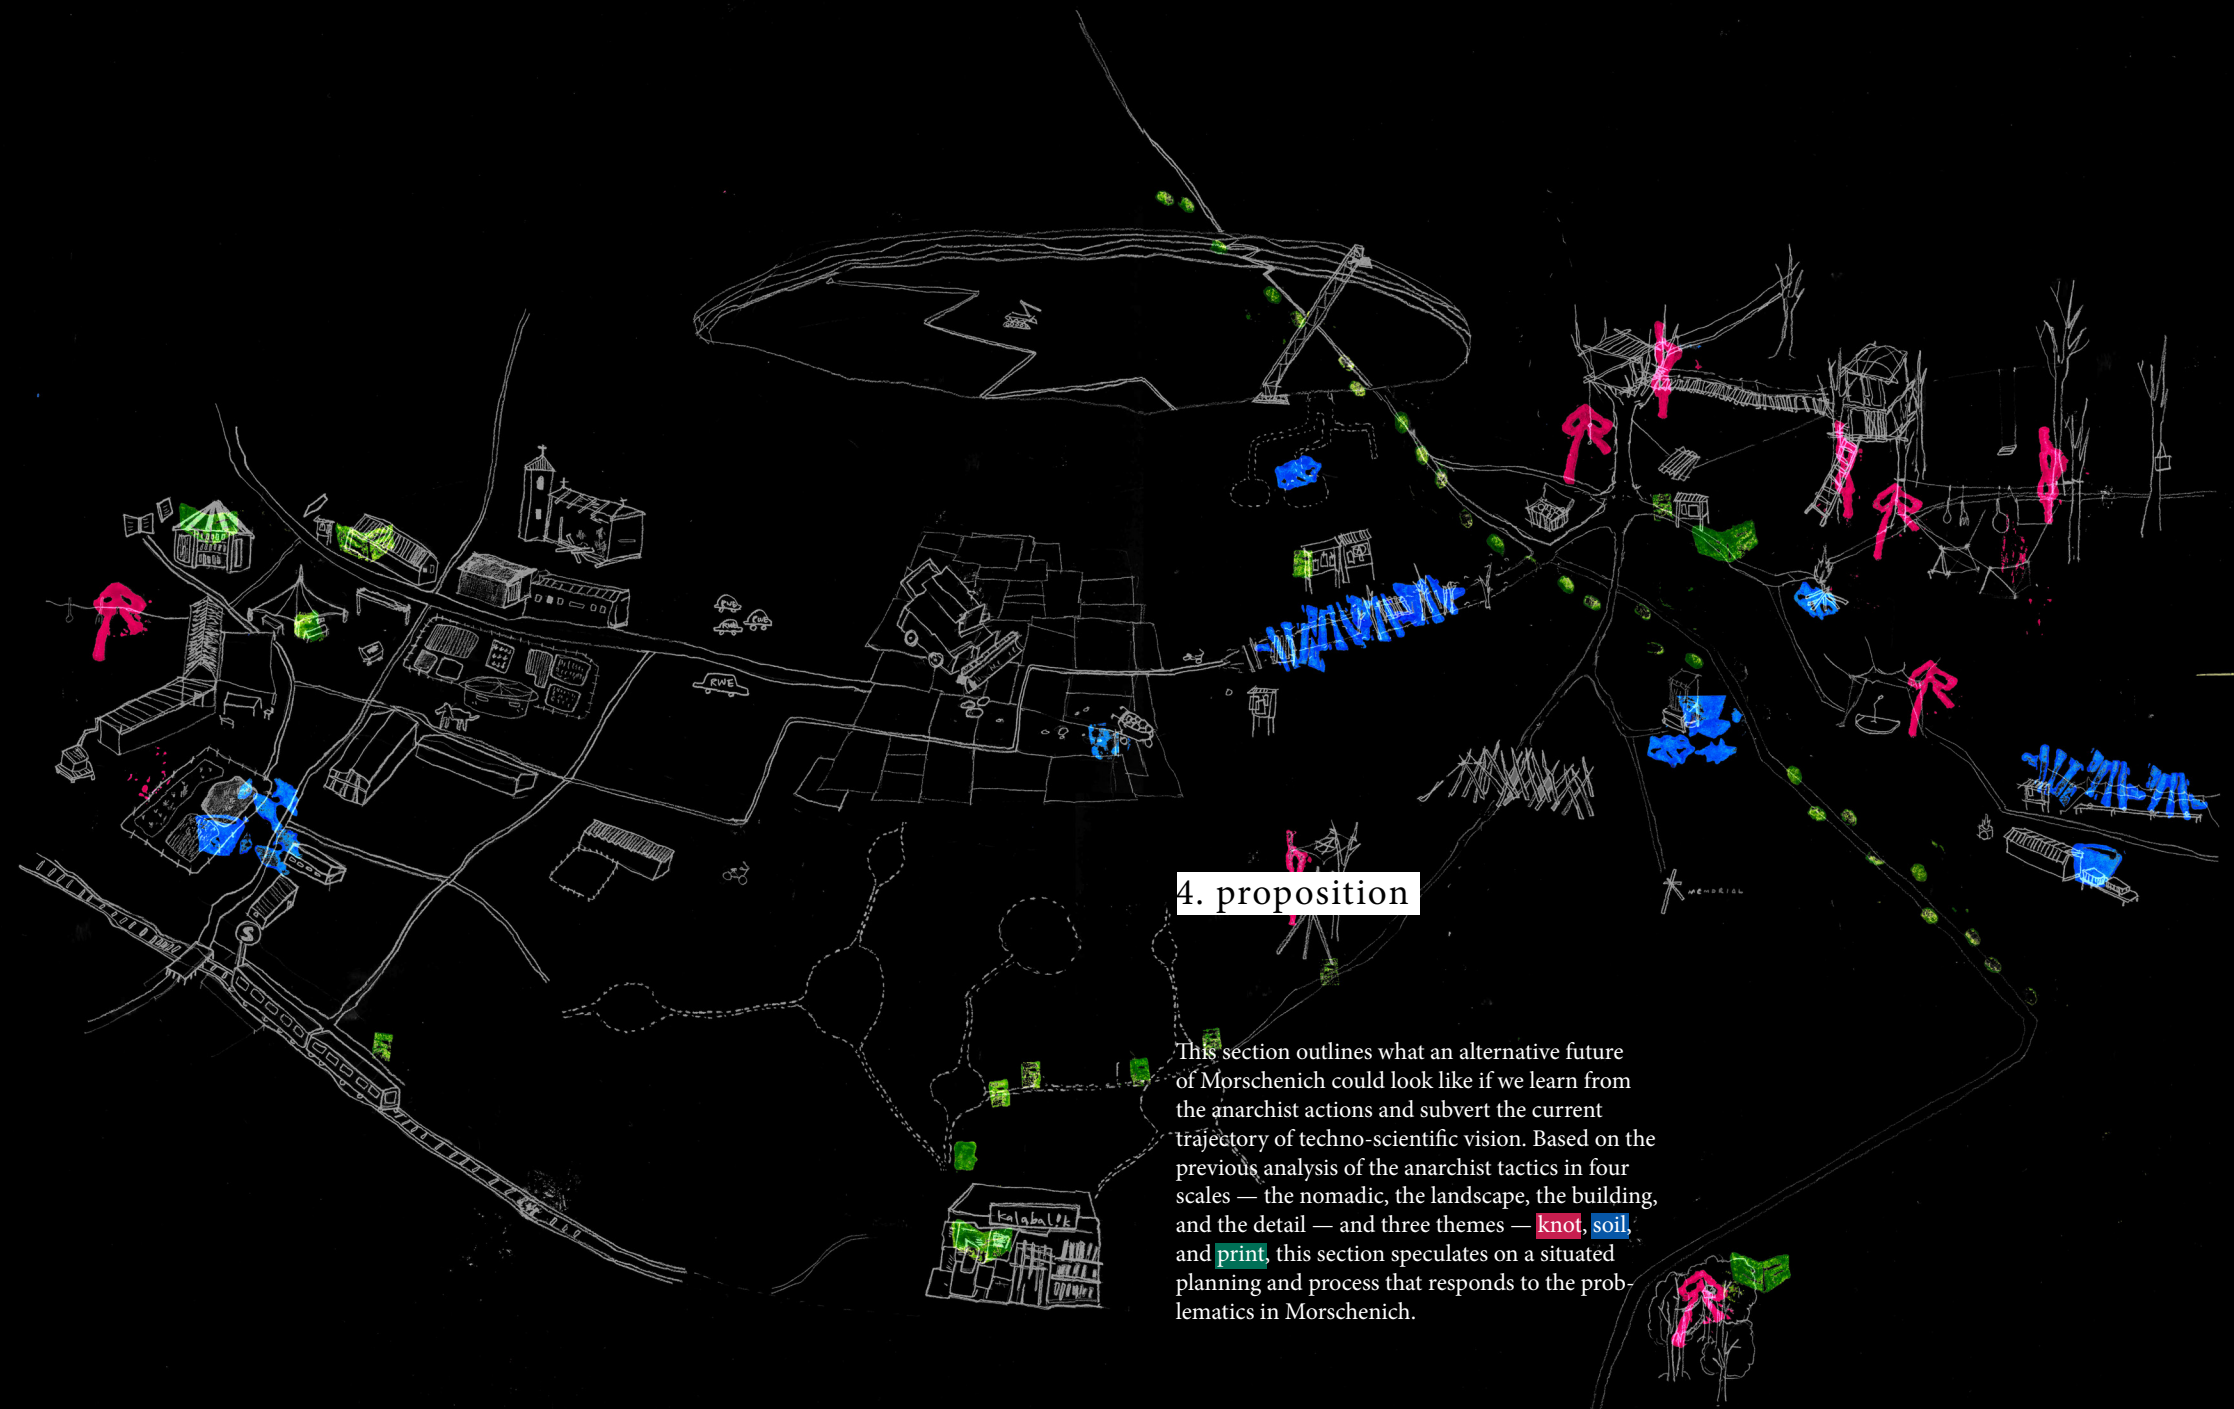 RWE
RWE
RWE
RWE
S
MEMORIAL
kalabalik
4. proposition
This section outlines what an alternative future
of Morschenich could look like if we learn from
the anarchist actions and subvert the current
trajectory of techno-scientific vision. Based on the
previous analysis of the anarchist tactics in four
scales — the nomadic, the landscape, the building,
and the detail — and three themes — knot, soil,
and print, this section speculates on a situated
planning and process that responds to the prob-
lematics in Morschenich.